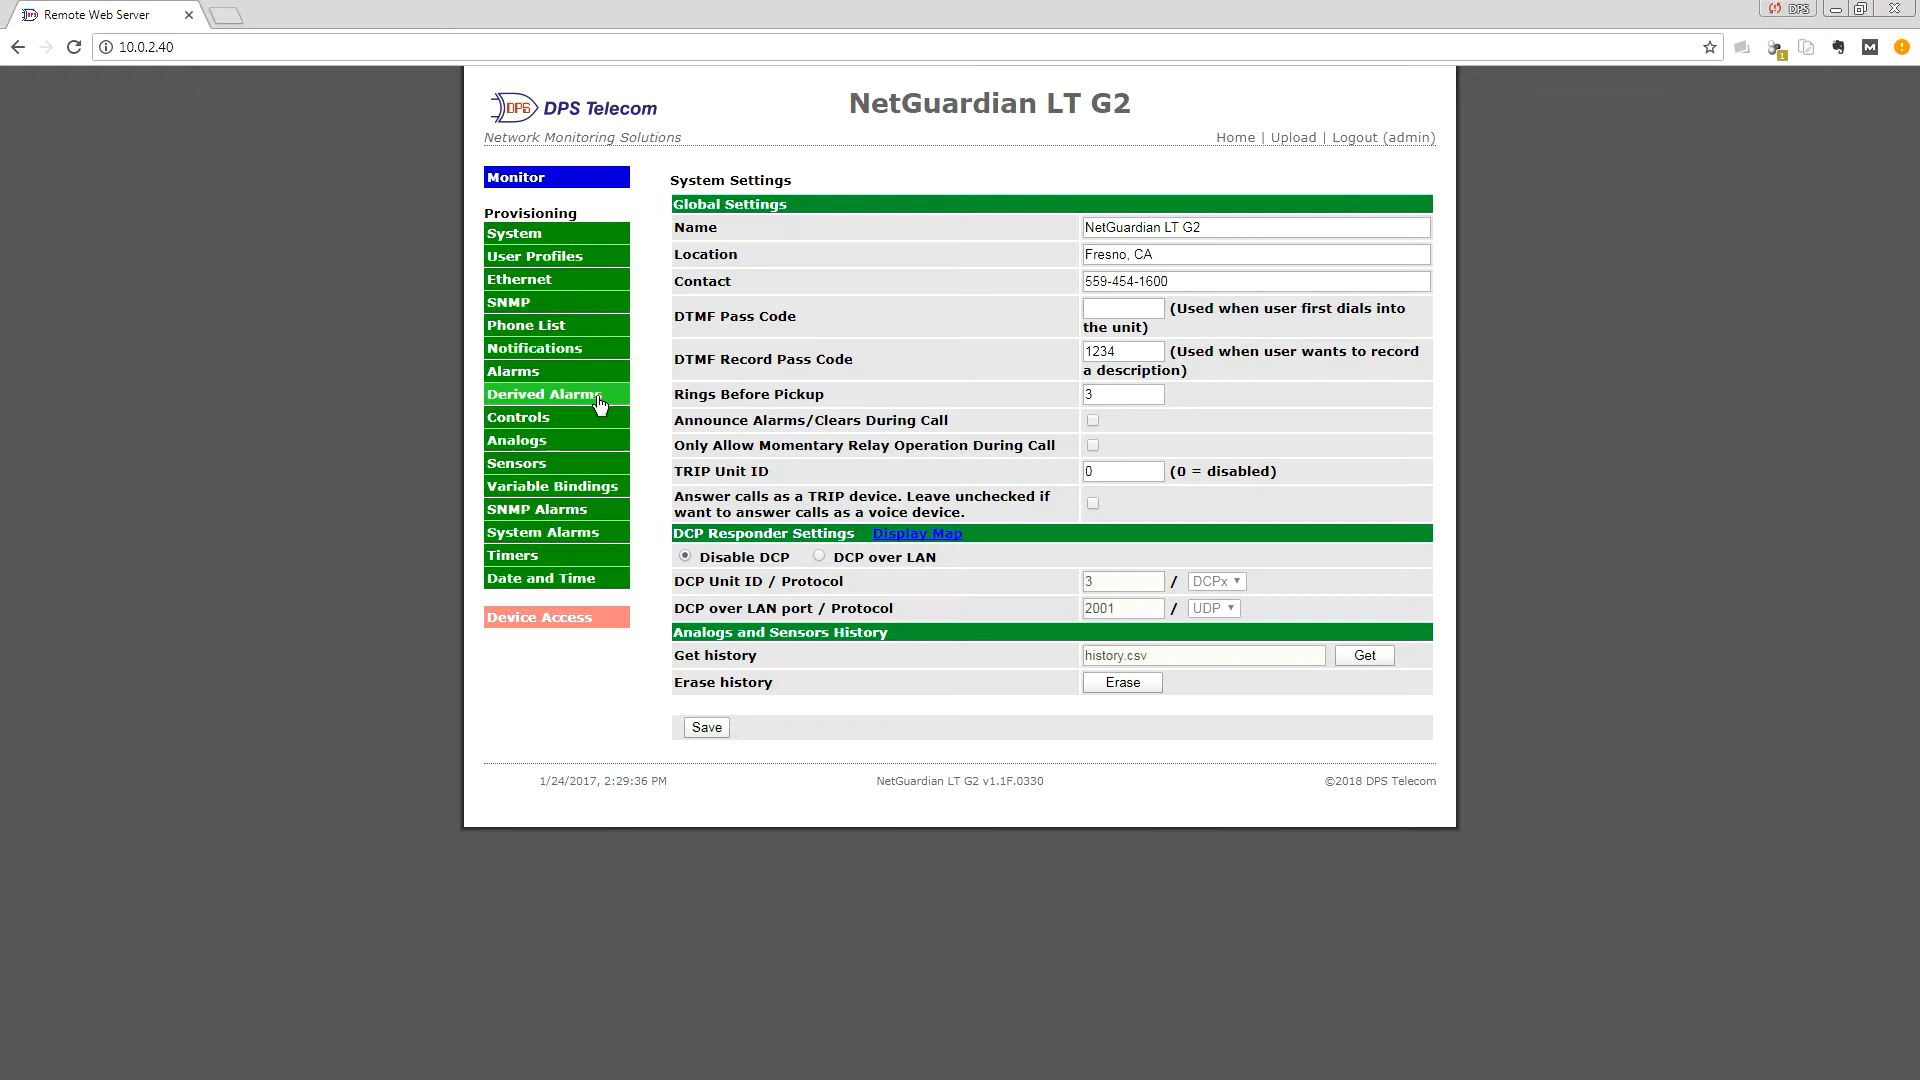 Remote Web Server
DPS
10.0.2.40
1
M
DPS DPS Telecom
NetGuardian LT G2
Network Monitoring Solutions
Home | Upload | Logout (admin)
Monitor
Provisioning
System
User Profiles
Ethernet
SNMP
Phone List
Notifications
Alarms
Derived Alarms
Controls
Analogs
Sensors
Variable Bindings
SNMP Alarms
System Alarms
Timers
Date and Time
Device Access
System Settings
Global Settings
Name NetGuardian LT G2
Location Fresno, CA
Contact 559-454-1600
DTMF Pass Code (Used when user first dials into
the unit)
DTMF Record Pass Code 1234 (Used when user wants to record
a description)
Rings Before Pickup 3
Announce Alarms/Clears During Call
Only Allow Momentary Relay Operation During Call
TRIP Unit ID 0 (0 = disabled)
Answer calls as a TRIP device. Leave unchecked if
want to answer calls as a voice device.
DCP Responder Settings Display Map
Disable DCP DCP over LAN
DCP Unit ID / Protocol 3 / DCPx
DCP over LAN port / Protocol 2001 / UDP
Analogs and Sensors History
Get history history.csv Get
Erase history Erase
Save
1/24/2017, 2:29:36 PM NetGuardian LT G2 v1.1F.0330 ©2018 DPS Telecom